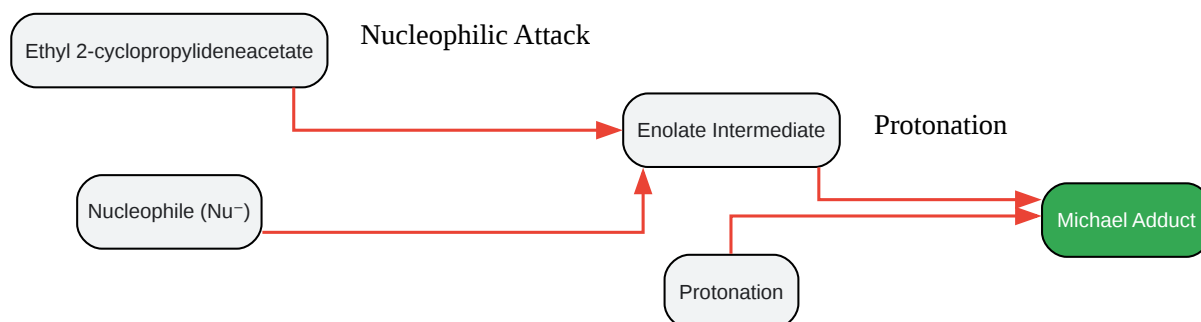 Ethyl 2-cyclopropylideneacetate
Nucleophilic Attack
Enolate Intermediate
Protonation
Nucleophile (Nu⁻)
Michael Adduct
Protonation